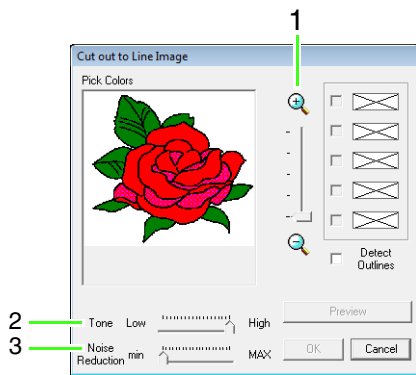 1
Cut out to Line Image
Pick Colors
Detect
Outlines
2 Tone Low High
Preview
3 Noise
Reduction min MAX
OK Cancel